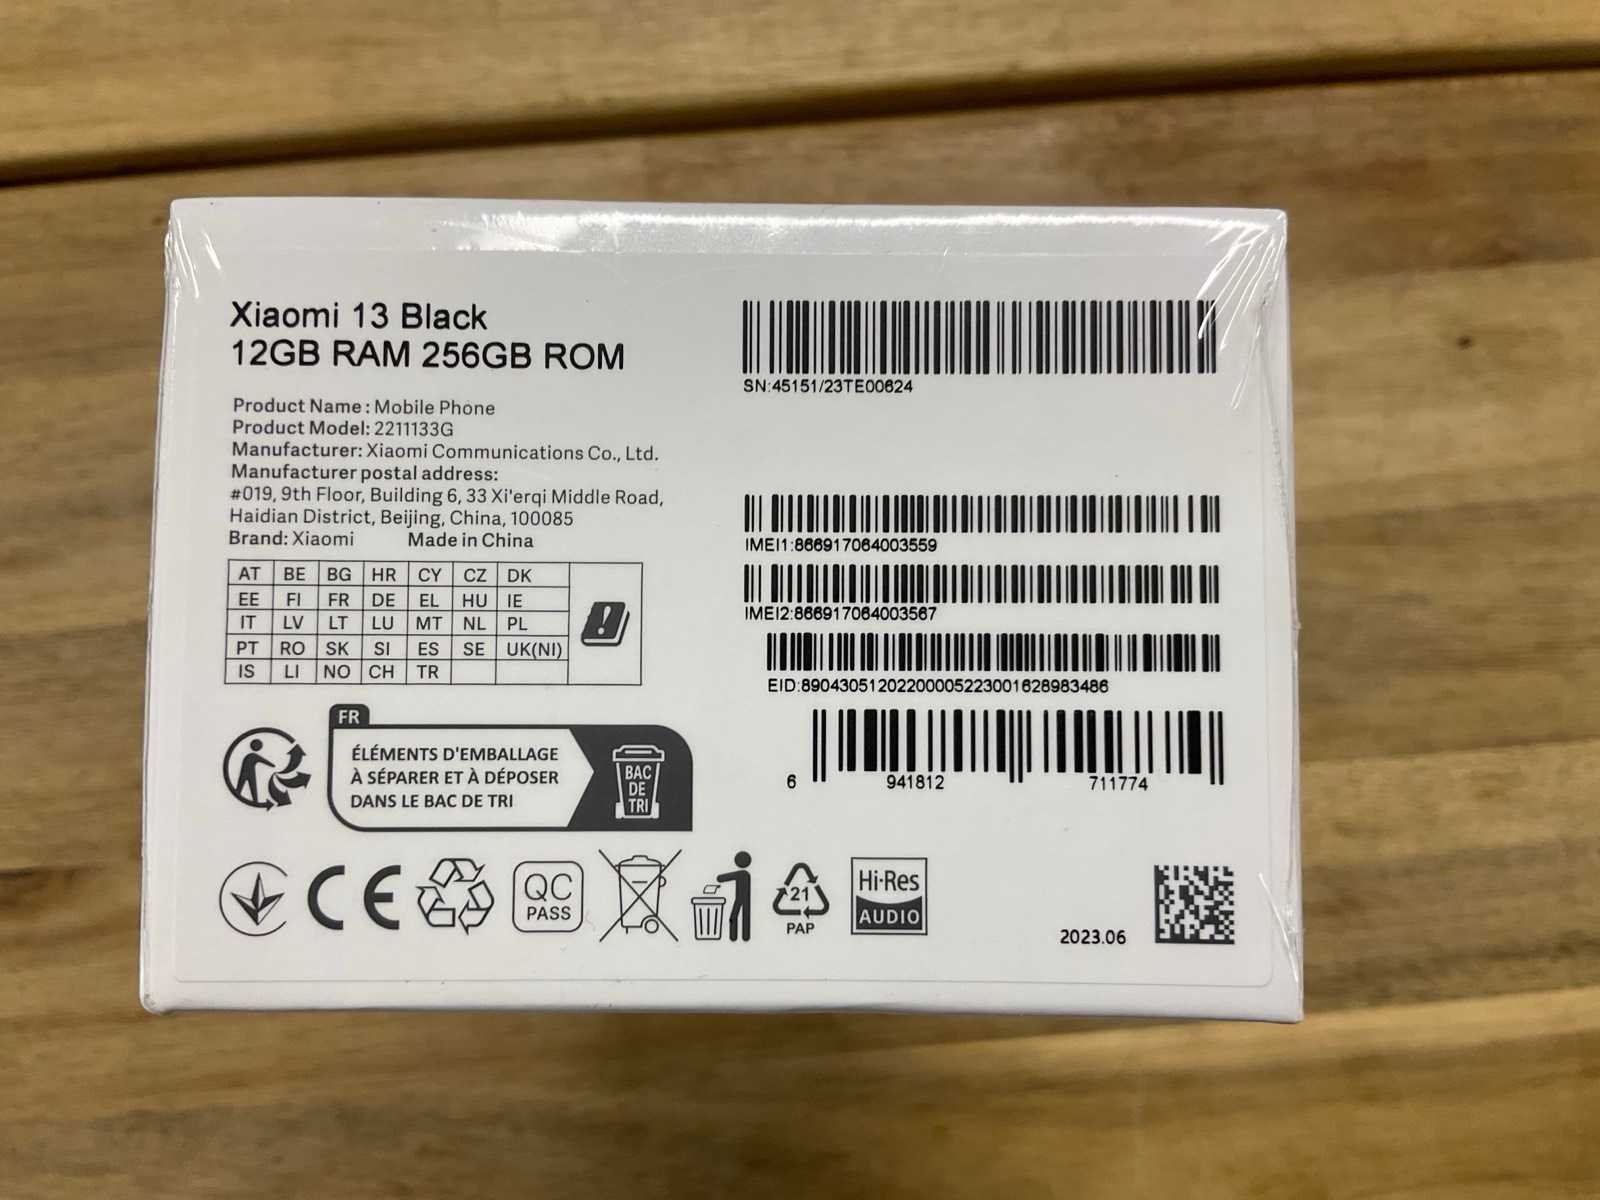 Xiaomi 13 Black
12GB RAM 256GB ROM
Product Name: Mobile Phone
Product Model: 2211133G
Manufacturer: Xiaomi Communications Co., Ltd.
Manufacturer postal address:
#019, 9th Floor, Building 6, 33 Xi'erqi Middle Road,
Haidian District, Beijing, China, 100085
Brand: Xiaomi Made in China
AT BE BG HR CY CZ DK
EE FI FR DE EL HU IE
IT LV LT LU MT NL PL
PT RO SK SI ES SE UK(NI)
IS LI NO CH TR
FR
ÉLÉMENTS D'EMBALLAGE
À SÉPARER ET À DÉPOSER
DANS LE BAC DE TRI
BAC
DE
TRI
CE
QC
PASS
21
PAP
Hi-Res
AUDIO
SN:45151/23TE00624
IMEI1:866917064003559
IMEI2:866917064003567
EID:89043051202200005223001628983486
6 941812 711774
2023.06